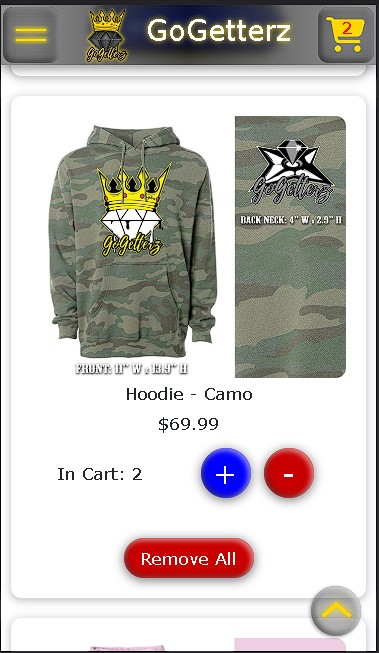 GoGetterz
GoGetterz
2
GoGetterz
GoGetterz
BACK NECK: 4" W x 2.9" H
FRONT: 11" W x 13.9" H
Hoodie - Camo
$69.99
In Cart: 2
+
-
Remove All